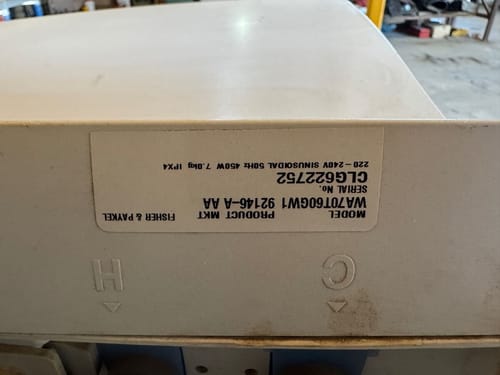 MODEL PRODUCT MKT FISHER & PAYKEL
WA70T60GW1 92146-A AA
SERIAL No.
CLG622752
220-240V SINUSOIDAL 50Hz 450W 7.0kg IPX4
C H